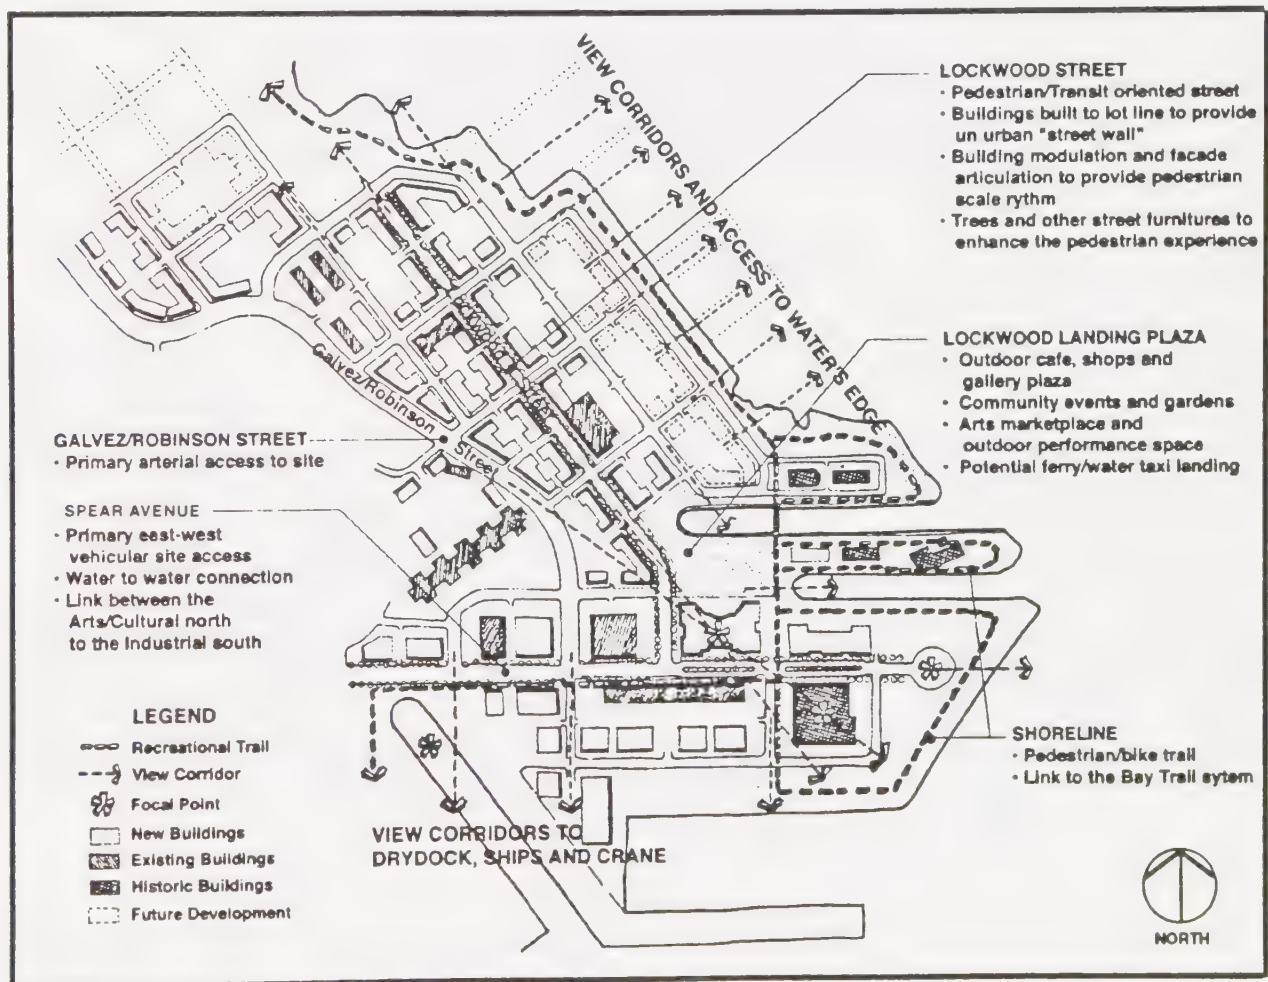 VIEW CORRIDORS AND ACCESS TO WATER'S EDGE
LOCKWOOD STREET
• Pedestrian/Transit oriented street
• Buildings built to lot line to provide
un urban "street wall"
• Building modulation and facade
articulation to provide pedestrian
scale rythm
• Trees and other street furnitures to
enhance the pedestrian experience
LOCKWOOD LANDING PLAZA
• Outdoor cafe, shops and
gallery plaza
• Community events and gardens
• Arts marketplace and
outdoor performance space
• Potential ferry/water taxi landing
Galvez/Robinson
GALVEZ/ROBINSON STREET
• Primary arterial access to site
SPEAR AVENUE
• Primary east-west
vehicular site access
• Water to water connection
• Link between the
Arts/Cultural north
to the Industrial south
LEGEND
Recreational Trail
View Corridor
Focal Point
New Buildings
Existing Buildings
Historic Buildings
Future Development
VIEW CORRIDORS TO
DRYDOCK, SHIPS AND CRANE
SHORELINE
• Pedestrian/bike trail
• Link to the Bay Trail sytem
NORTH